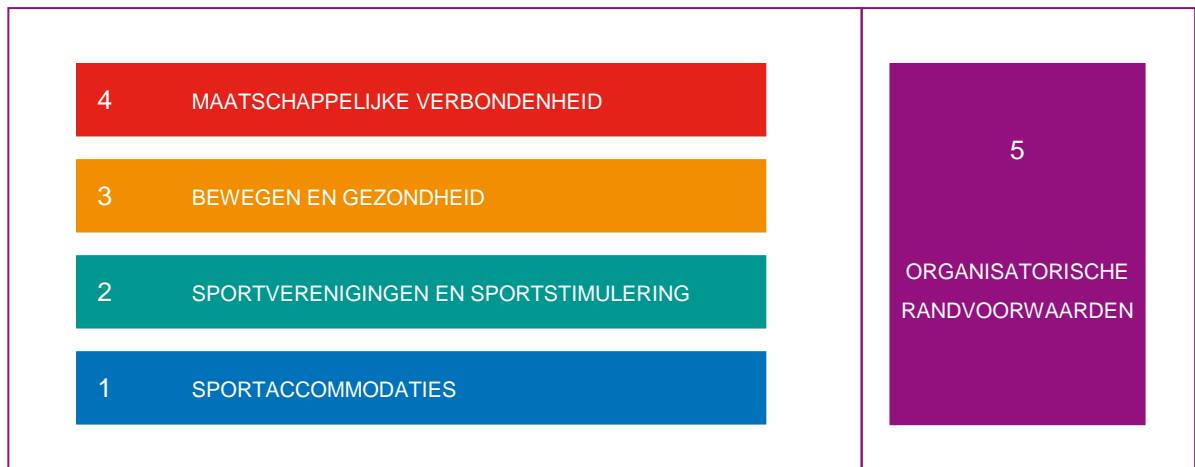 4 MAATSCHAPPELIJKE VERBONDENHEID
3 BEWEGEN EN GEZONDHEID
2 SPORTVERENIGINGEN EN SPORTSTIMULERING
1 SPORTACCOMMODATIES
5
ORGANISATORISCHE
RANDVOORWAARDEN